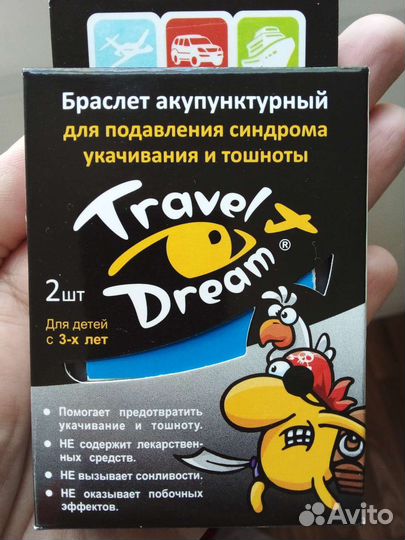 Браслет акупунктурный
для подавления синдрома
укачивания и тошноты
Travel
Dream®
2шт
Для детей
с 3-х лет
• Помогает предотвратить
укачивание и тошноту.
• НЕ содержит лекарствен-
ных средств.
• НЕ вызывает сонливости.
• НЕ оказывает побочных
эффектов.
Avito